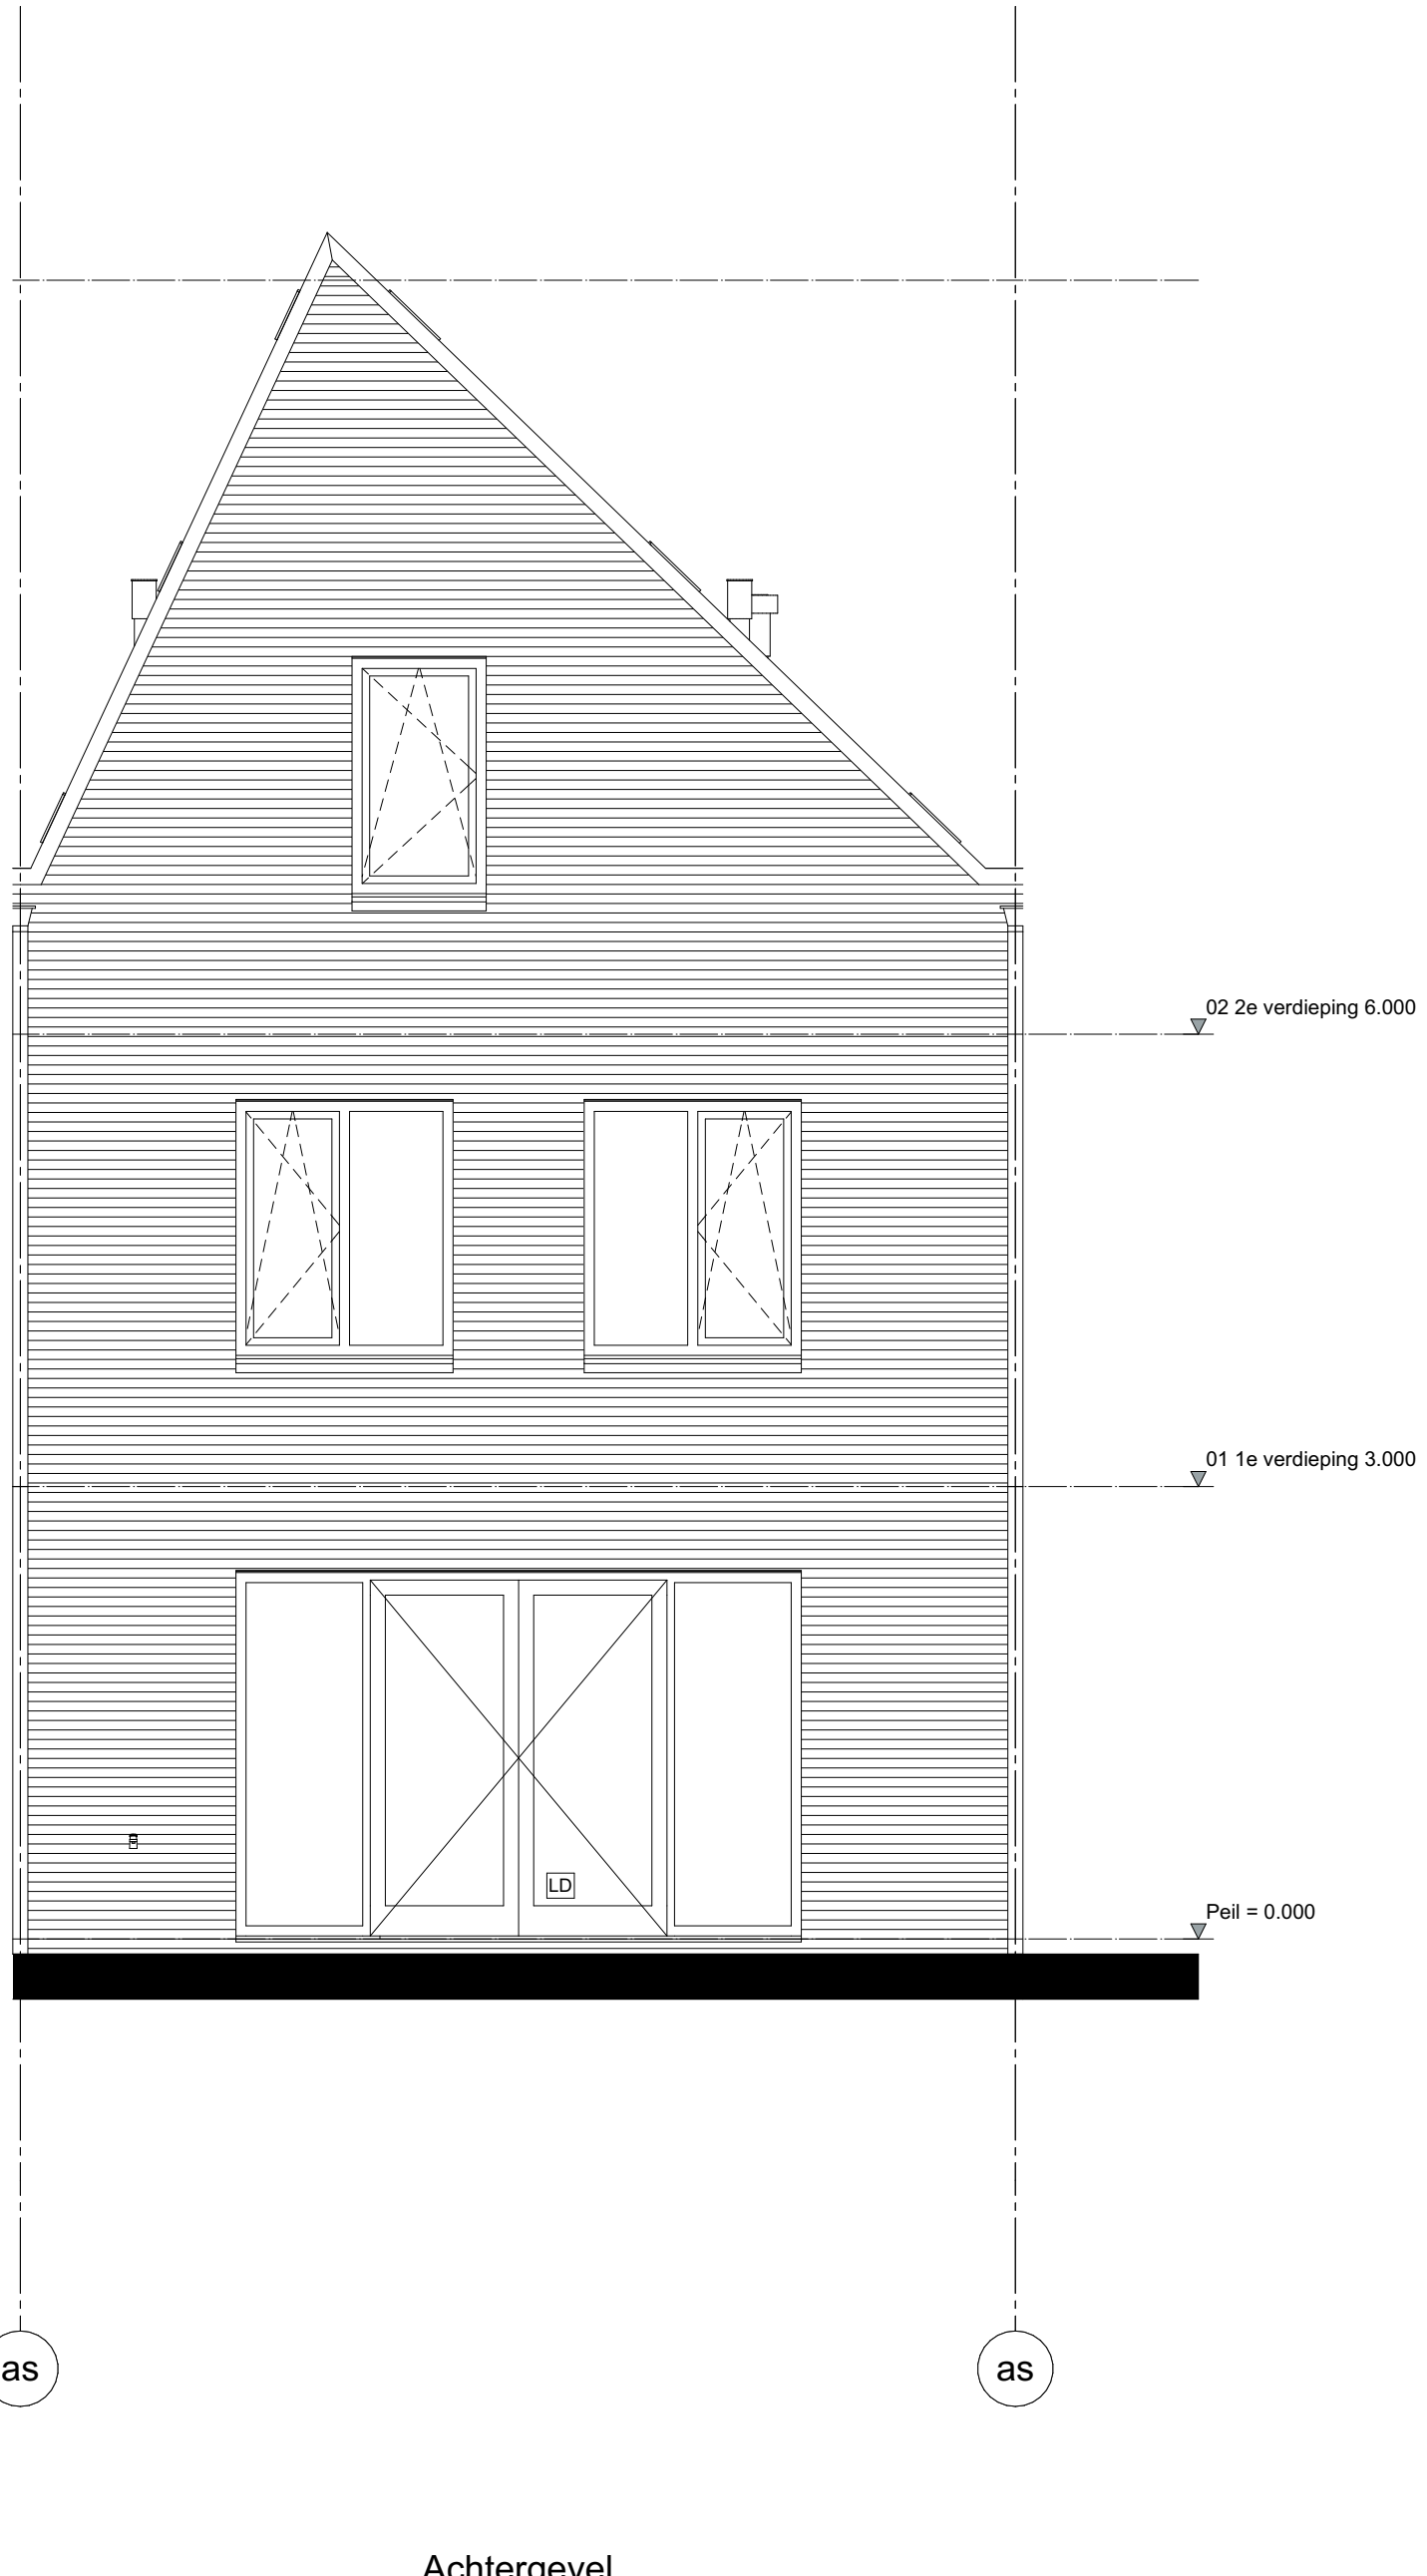 02 2e verdieping 6.000
01 1e verdieping 3.000
LD
Peil = 0.000
as
as
Achtergevel